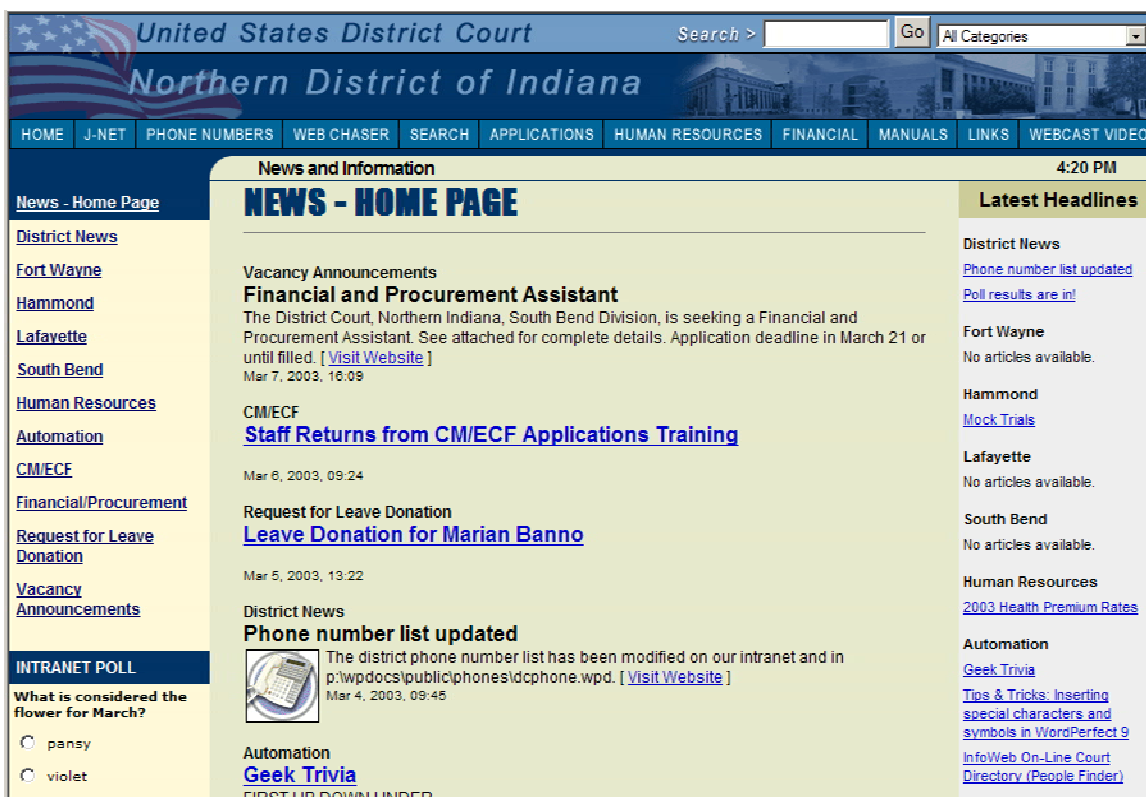 United States District Court
Search >
Go
All Categories
Northern District of Indiana
HOME J-NET PHONE NUMBERS WEB CHASER SEARCH APPLICATIONS HUMAN RESOURCES FINANCIAL MANUALS LINKS WEBCAST VIDEO
News and Information
4:20 PM
News - Home Page
District News
Fort Wayne
Hammond
Lafayette
South Bend
Human Resources
Automation
CM/ECF
Financial/Procurement
Request for Leave
Donation
Vacancy
Announcements
INTRANET POLL
What is considered the
flower for March?
pansy
violet
NEWS - HOME PAGE
Vacancy Announcements
Financial and Procurement Assistant
The District Court, Northern Indiana, South Bend Division, is seeking a Financial and
Procurement Assistant. See attached for complete details. Application deadline in March 21 or
until filled. [ Visit Website ]
Mar 7, 2003, 16:09
CM/ECF
Staff Returns from CM/ECF Applications Training
Mar 6, 2003, 09:24
Request for Leave Donation
Leave Donation for Marian Banno
Mar 5, 2003, 13:22
District News
Phone number list updated
The district phone number list has been modified on our intranet and in
p:\wpdocs\public\phones\dcphone.wpd. [ Visit Website ]
Mar 4, 2003, 09:45
Automation
Geek Trivia
FIRST UP DOWN UNDER
Latest Headlines
District News
Phone number list updated
Poll results are in!
Fort Wayne
No articles available.
Hammond
Mock Trials
Lafayette
No articles available.
South Bend
No articles available.
Human Resources
2003 Health Premium Rates
Automation
Geek Trivia
Tips & Tricks: Inserting
special characters and
symbols in WordPerfect 9
InfoWeb On-Line Court
Directory (People Finder)